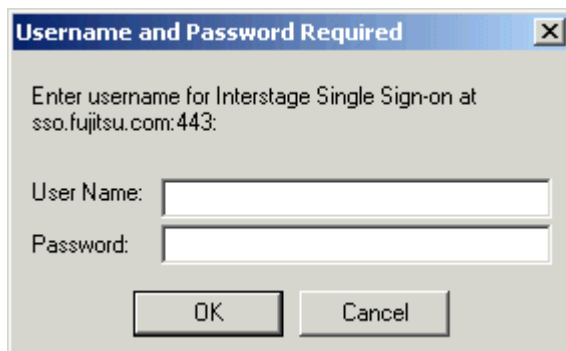 Username and Password Required
Enter username for Interstage Single Sign-on at
sso.fujitsu.com:443:
User Name:
Password:
OK Cancel